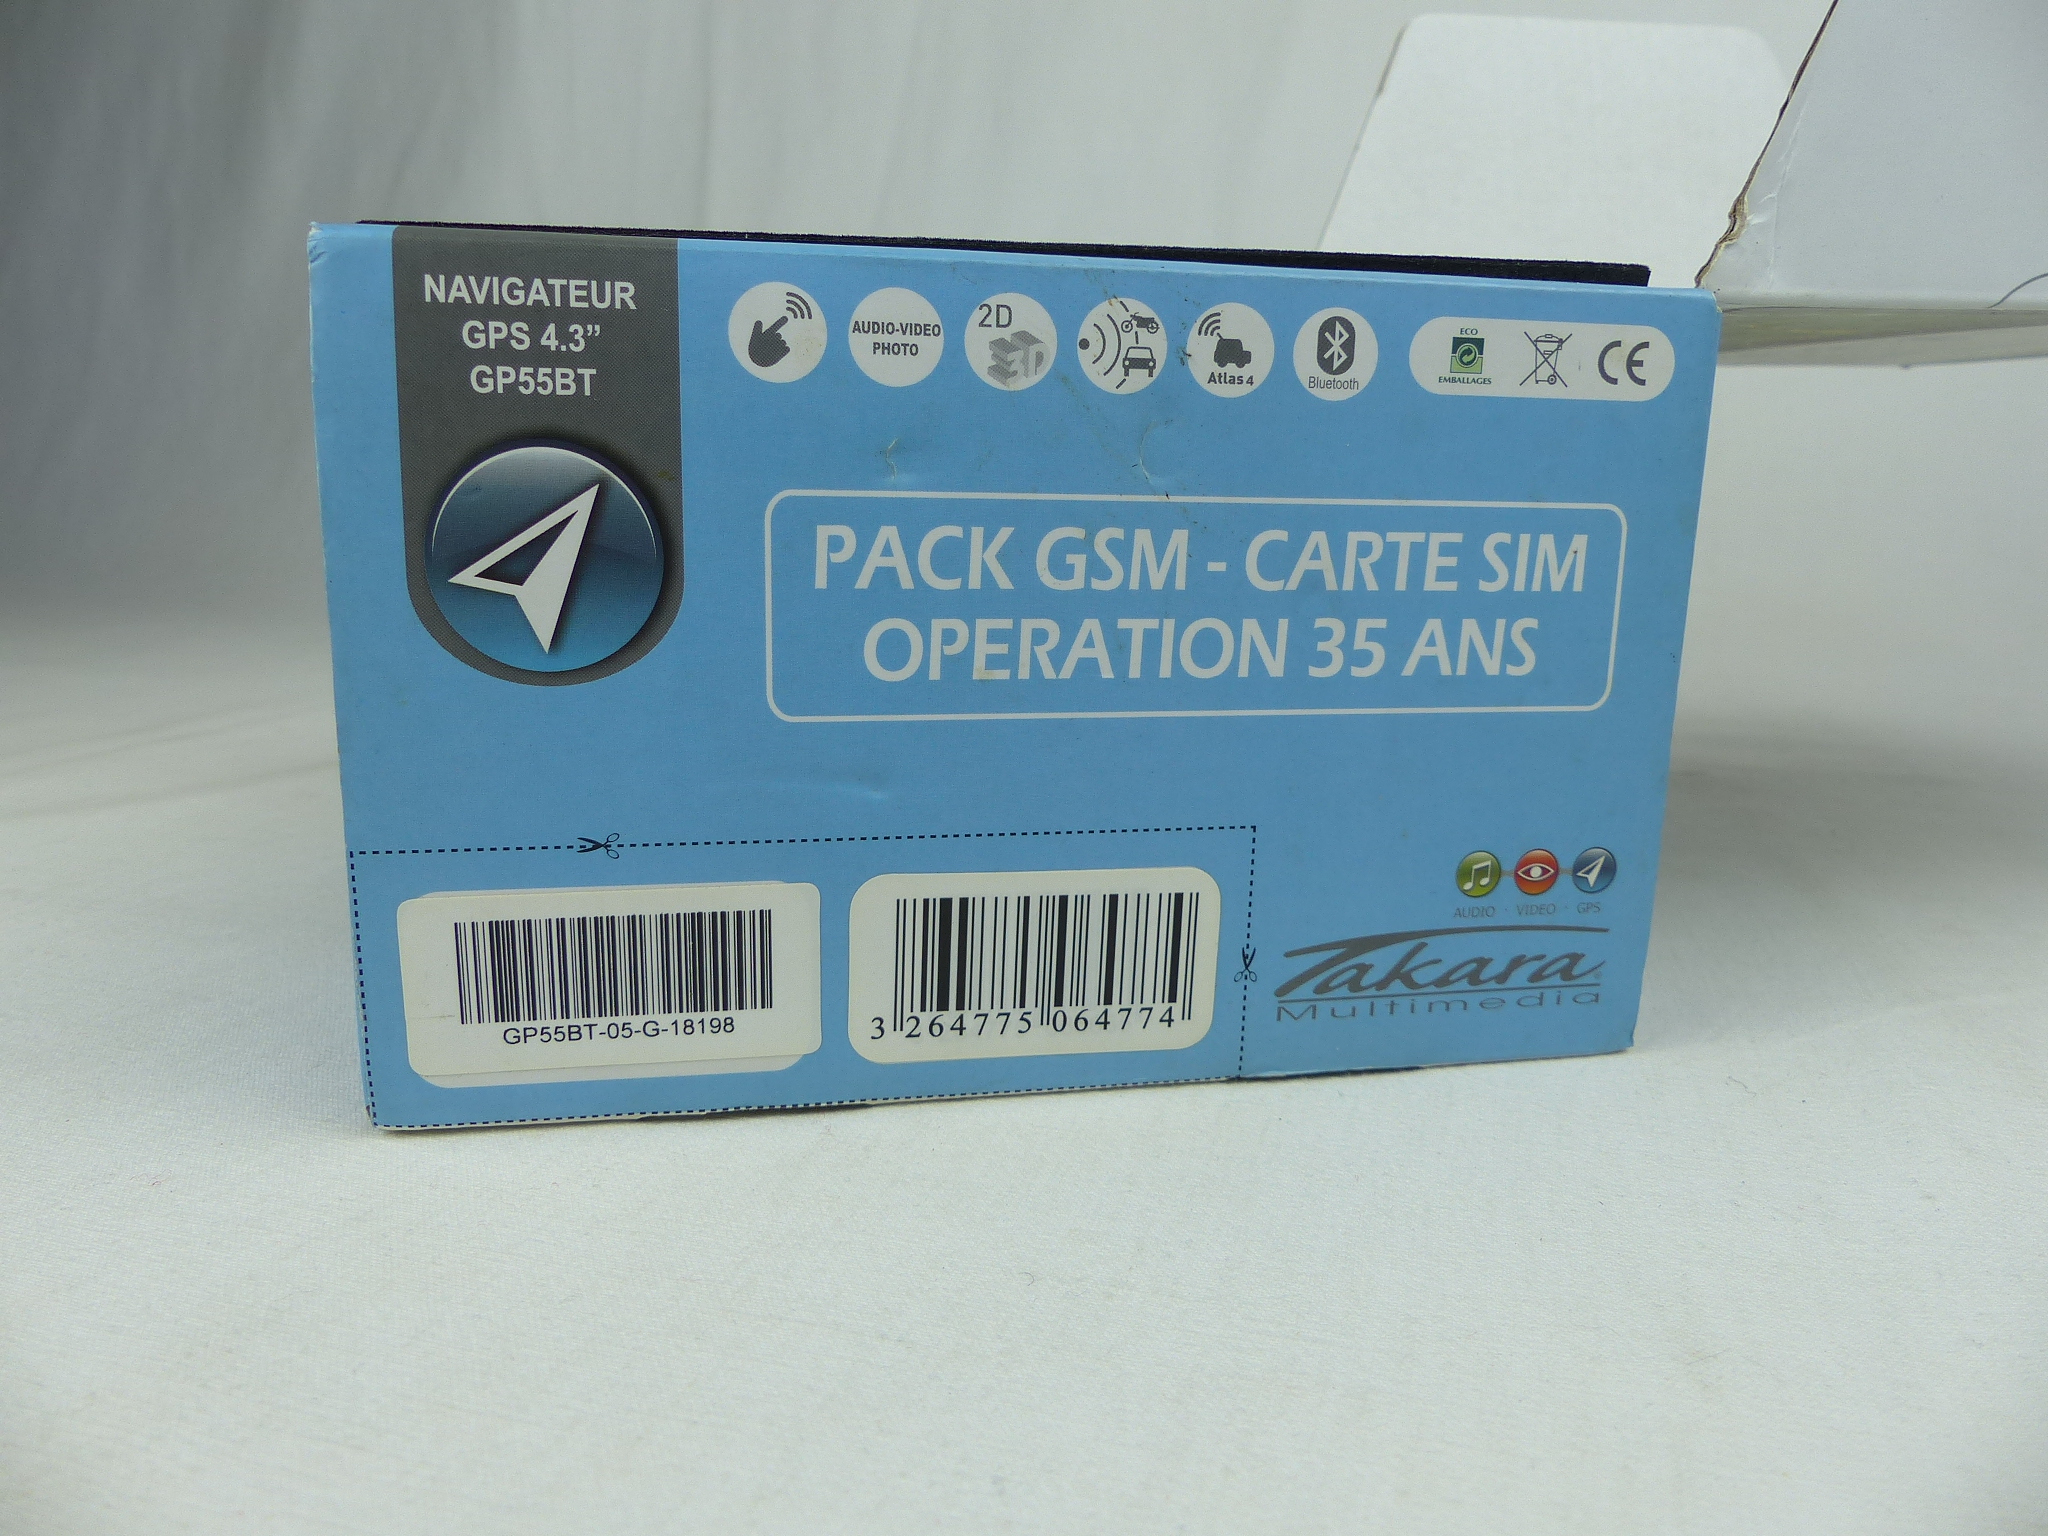 NAVIGATEUR
GPS 4.3”
GP55BT
AUDIO-VIDEO
PHOTO
2D
3D
Atlas 4
Bluetooth
ECO
EMBALLAGES
CE
PACK GSM - CARTE SIM
OPERATION 35 ANS
GP55BT-05-G-18198
3 264775 064774
AUDIO · VIDEO · GPS
Takara
Multimedia